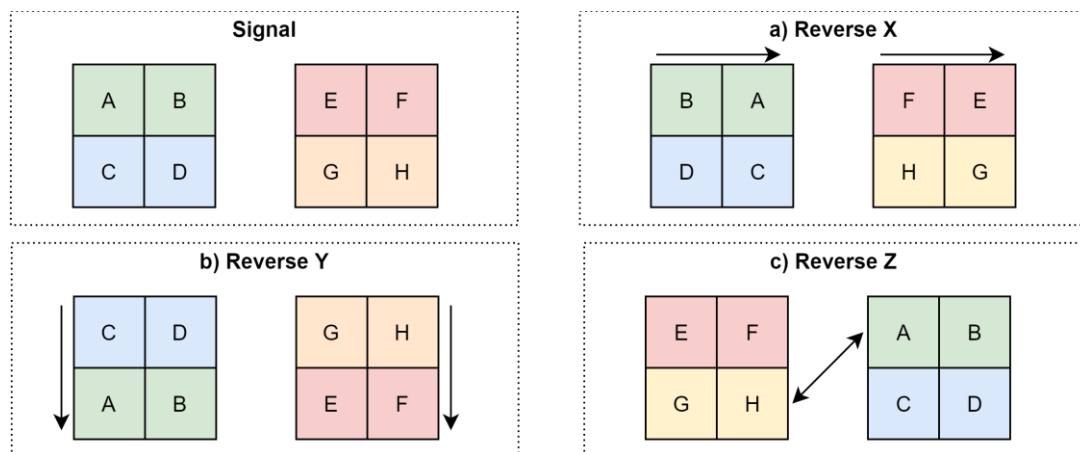 Signal
A B
C D
E F
G H
a) Reverse X
B A
D C
F E
H G
b) Reverse Y
C D
A B
G H
E F
c) Reverse Z
E F
G H
A B
C D